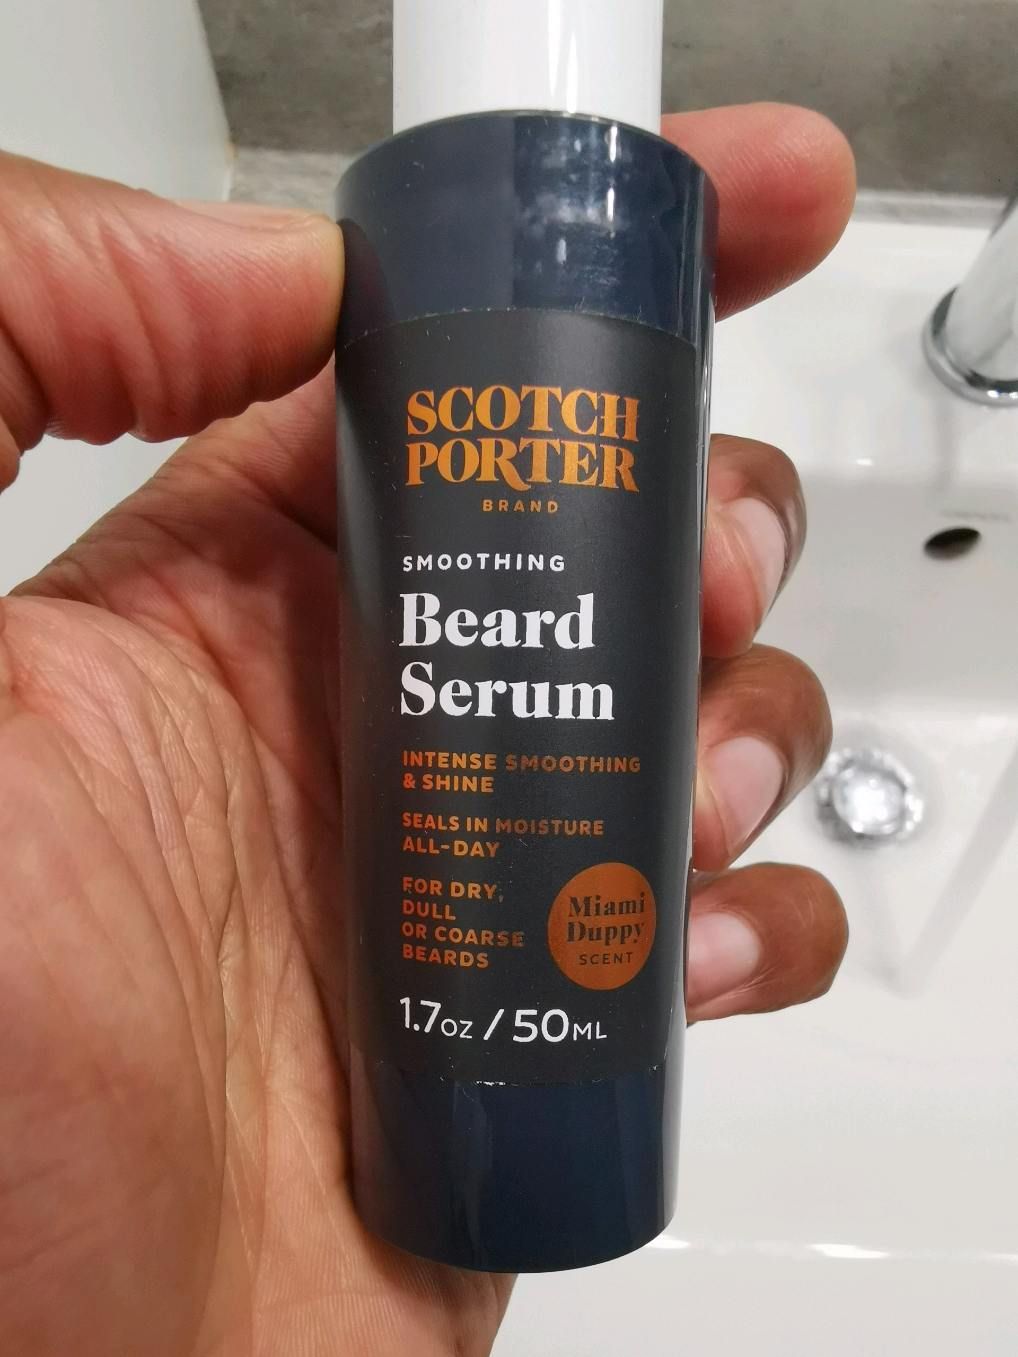 SCOTCH
PORTER
BRAND
SMOOTHING
Beard
Serum
INTENSE SMOOTHING
& SHINE
SEALS IN MOISTURE
ALL-DAY
FOR DRY,
DULL
OR COARSE
BEARDS
Miami
Duppy
SCENT
1.7OZ / 50ML